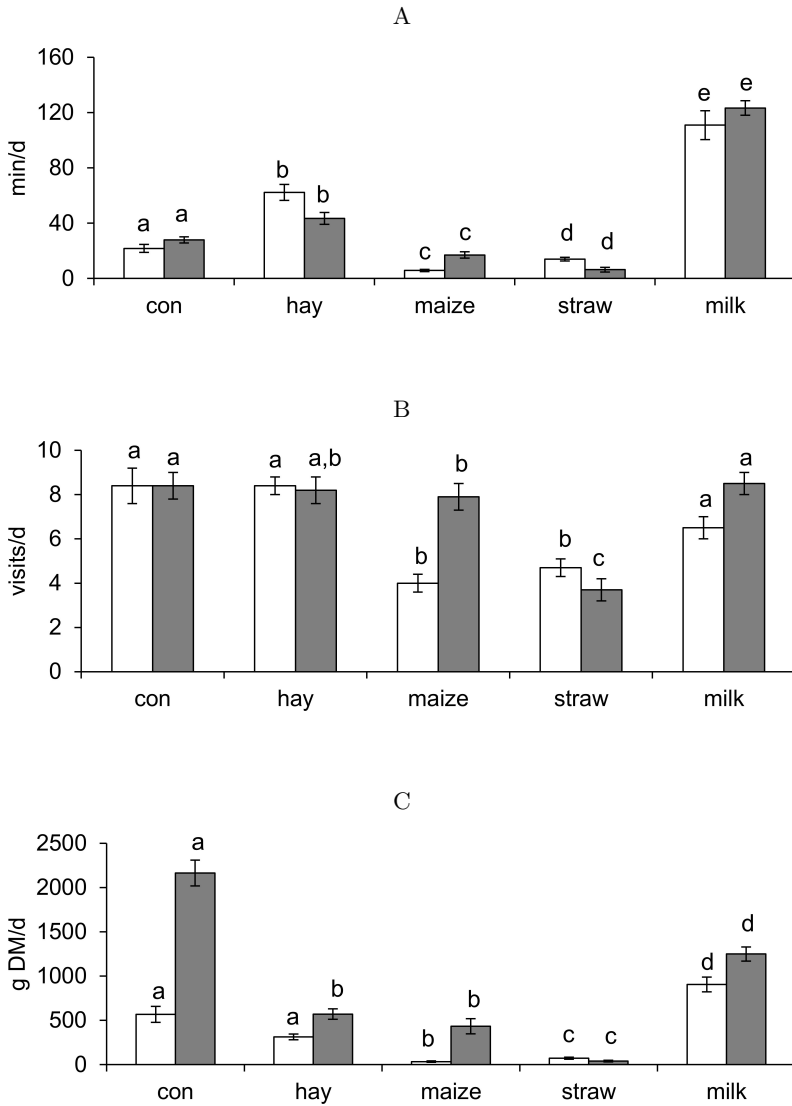 A
160
120
80
40
0
min/d
a a b b c c d d e e
con hay maize straw milk
B
10
8
6
4
2
0
visits/d
a a a a,b b b b c a a
con hay maize straw milk
C
2500
2000
1500
1000
500
0
g DM/d
a a a b b b c c d d
con hay maize straw milk